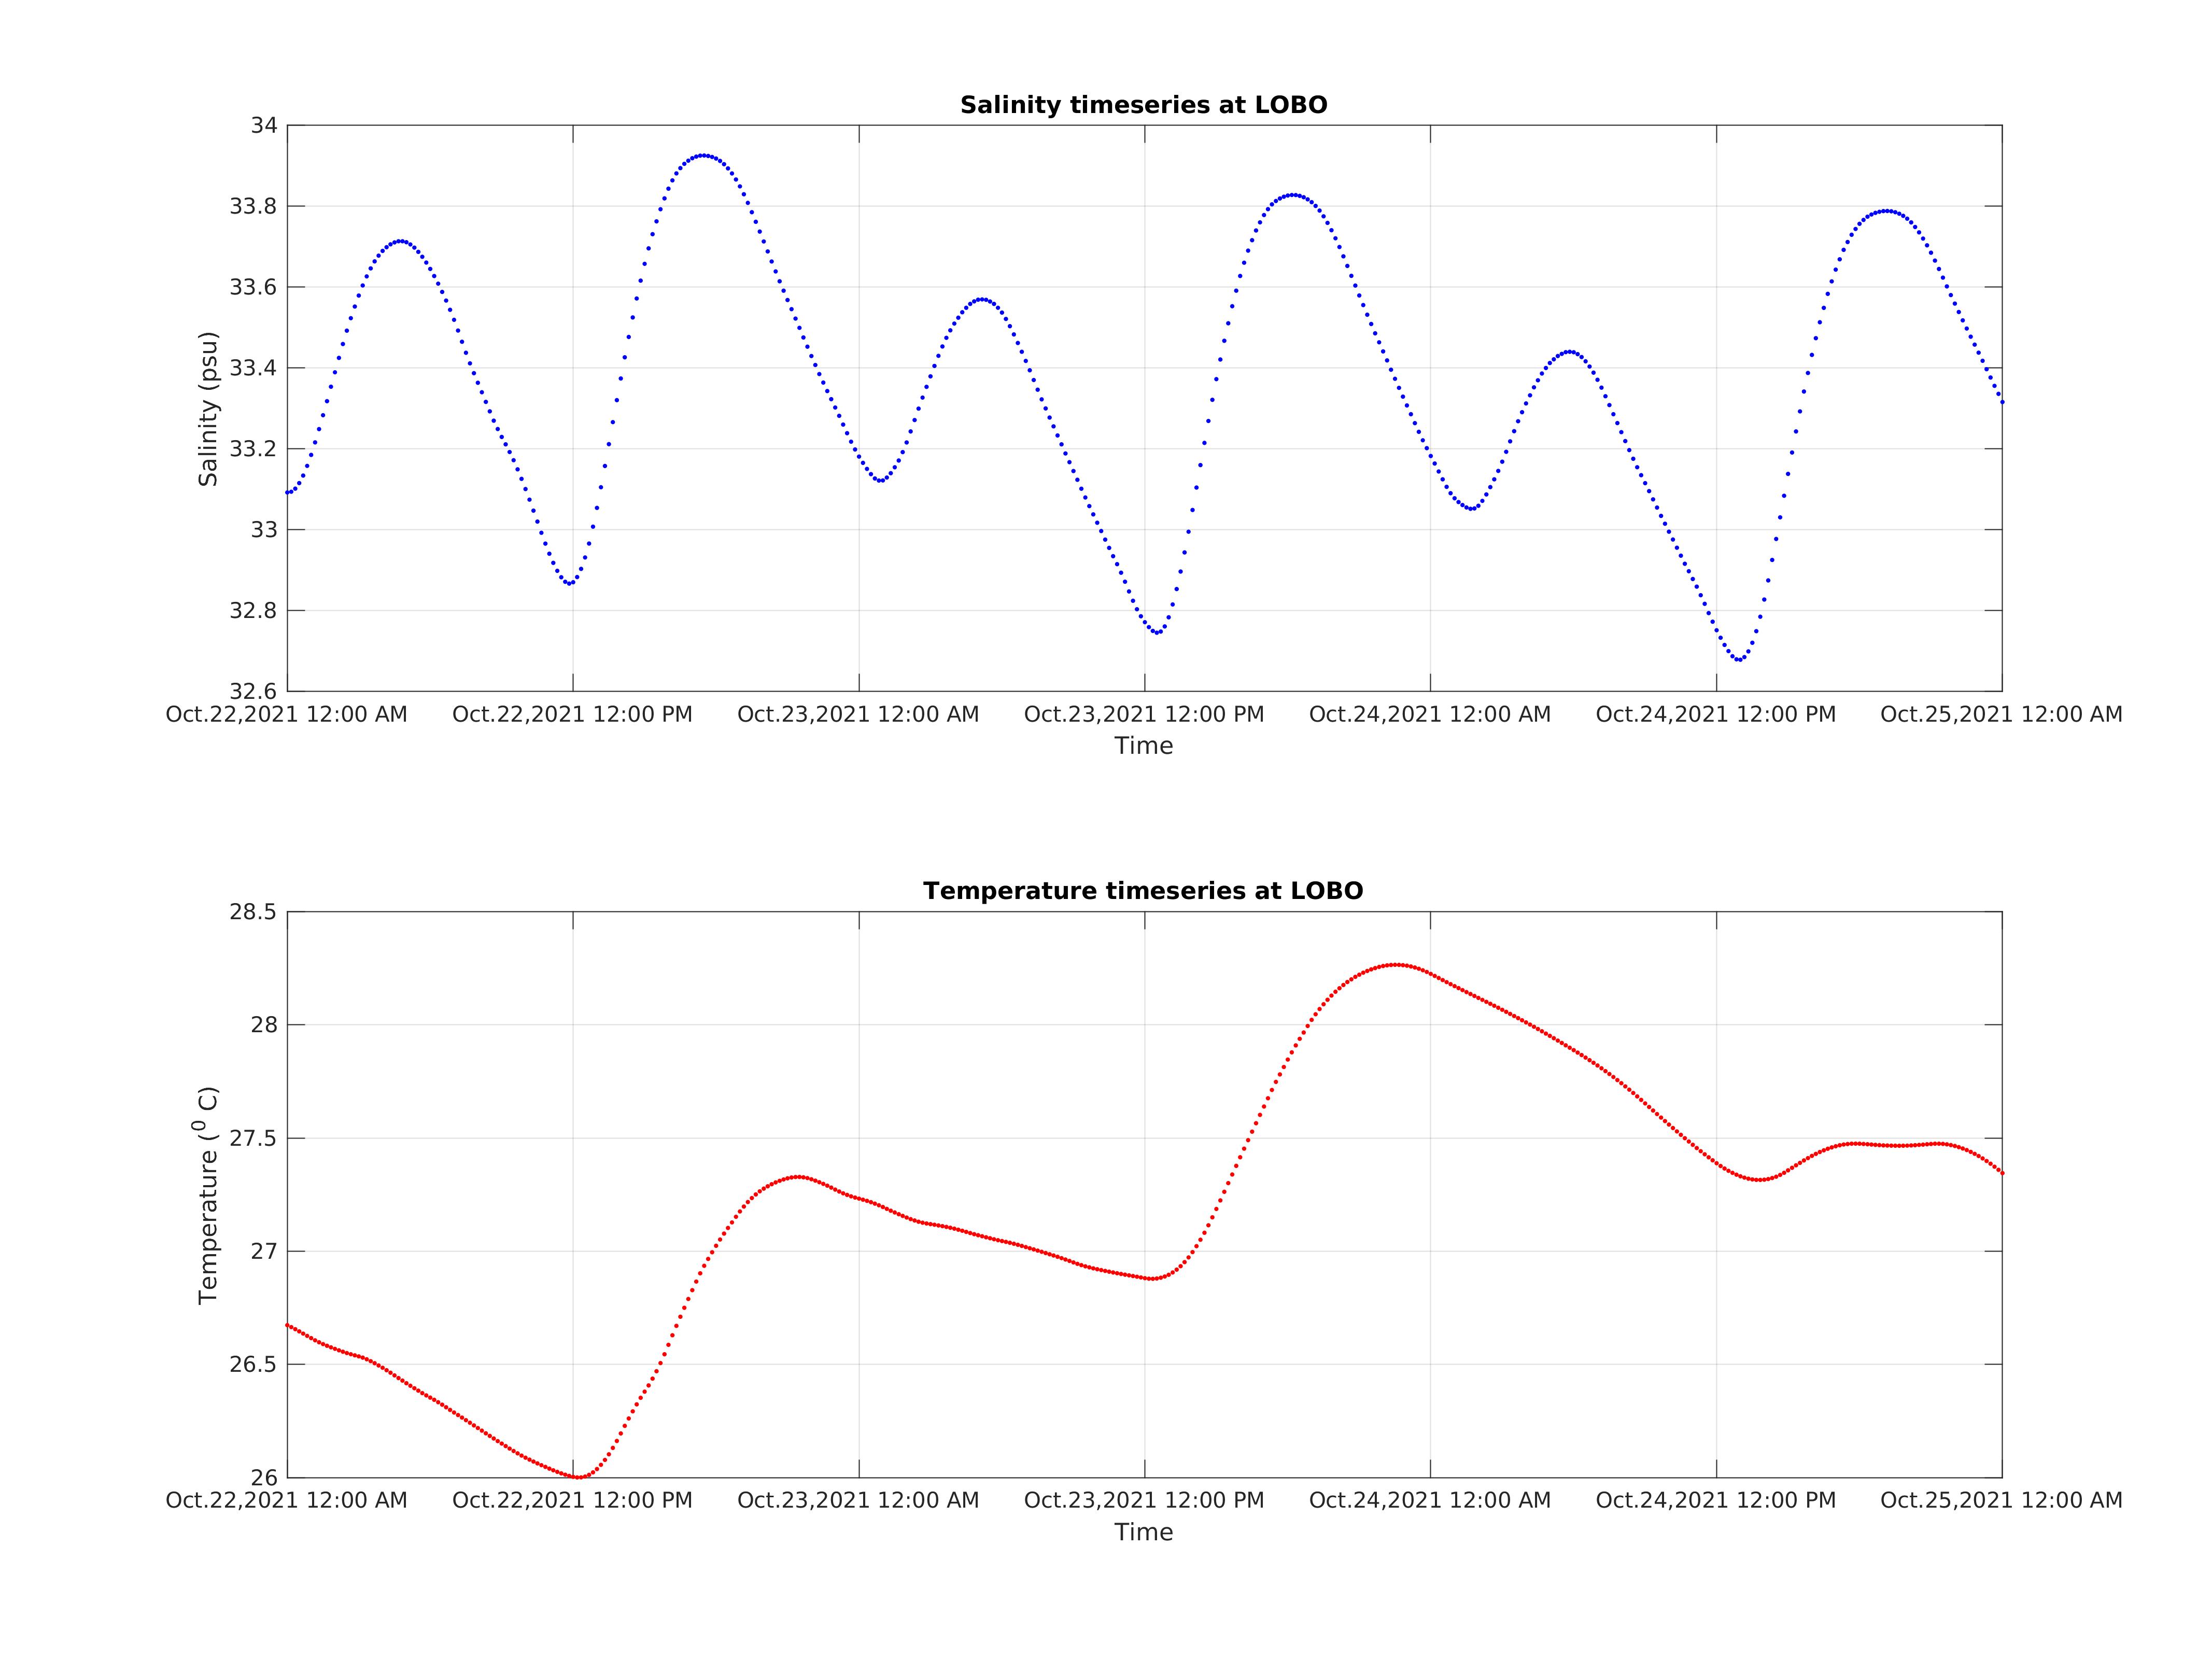 Salinity timeseries at LOBO
34
33.8
33.6
33.4
33.2
33
32.8
32.6
Salinity (psu)
Oct.22,2021 12:00 AM Oct.22,2021 12:00 PM Oct.23,2021 12:00 AM Oct.23,2021 12:00 PM Oct.24,2021 12:00 AM Oct.24,2021 12:00 PM Oct.25,2021 12:00 AM
Time
Temperature timeseries at LOBO
28.5
28
27.5
27
26.5
26
Temperature (⁰ C)
Oct.22,2021 12:00 AM Oct.22,2021 12:00 PM Oct.23,2021 12:00 AM Oct.23,2021 12:00 PM Oct.24,2021 12:00 AM Oct.24,2021 12:00 PM Oct.25,2021 12:00 AM
Time